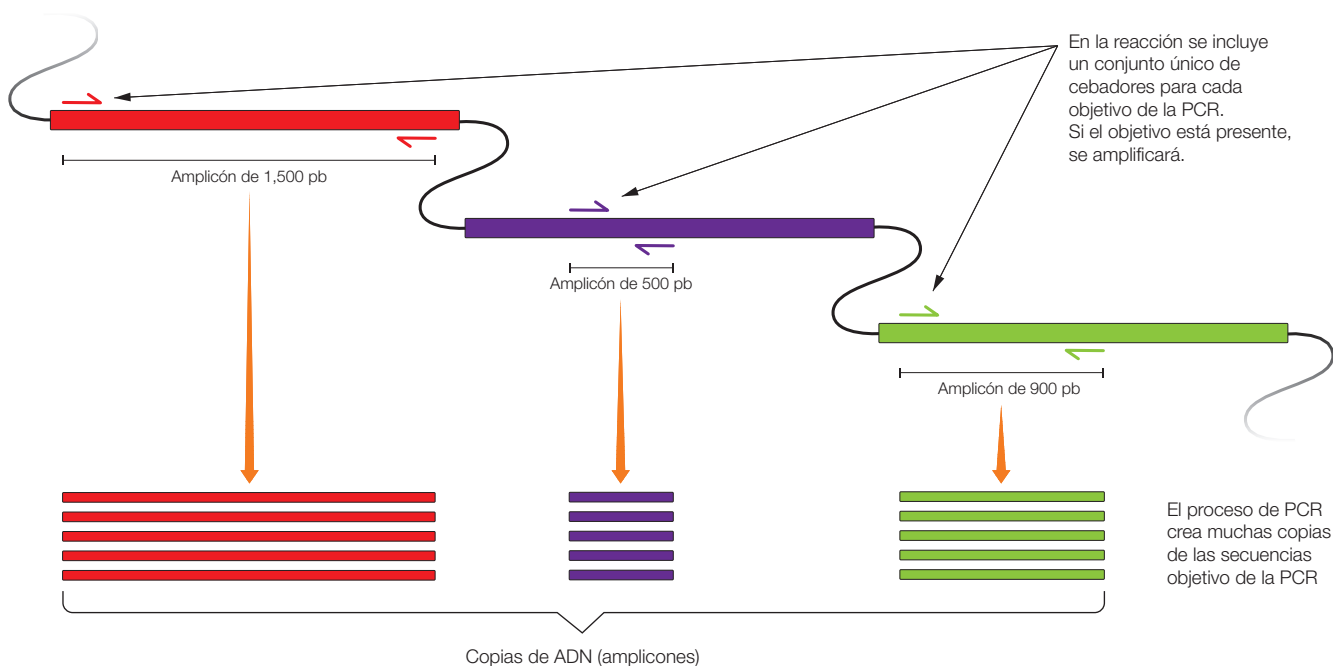 En la reacción se incluye
un conjunto único de
cebadores para cada
objetivo de la PCR.
Si el objetivo está presente,
se amplificará.
Amplicón de 1,500 pb
Amplicón de 500 pb
Amplicón de 900 pb
El proceso de PCR
crea muchas copias
de las secuencias
objetivo de la PCR
Copias de ADN (amplicones)